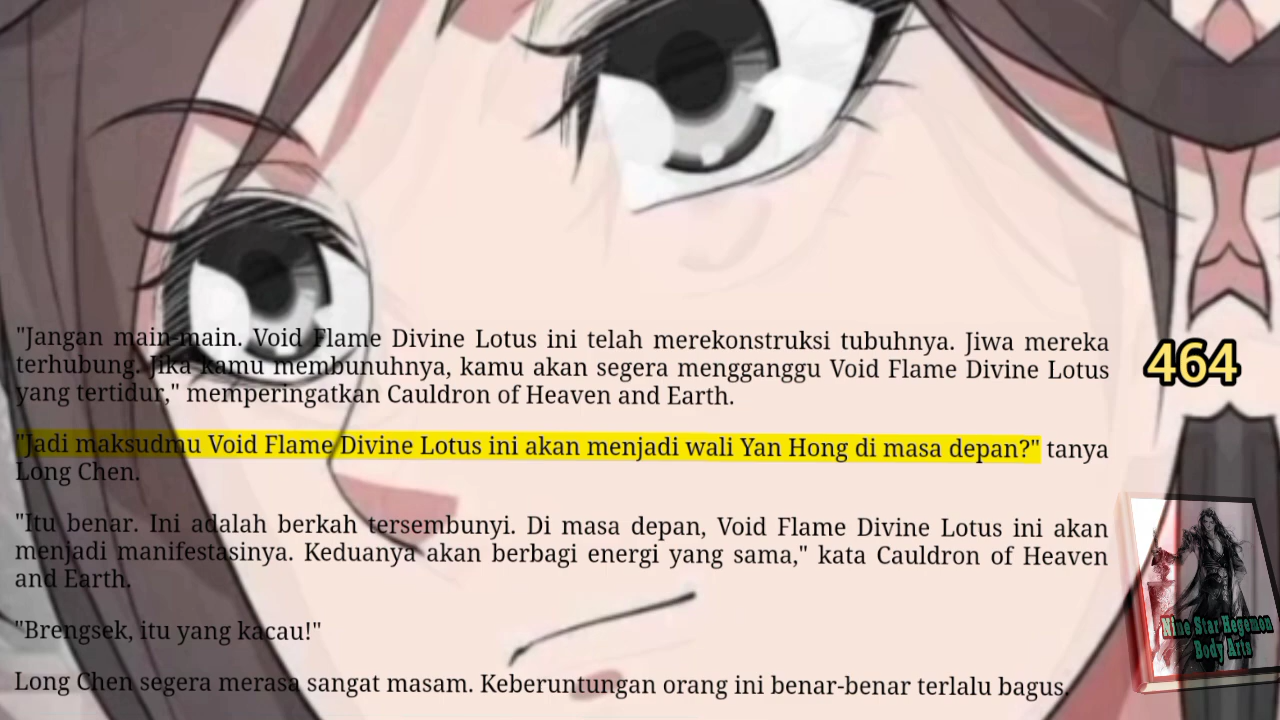 "Jangan main-main. Void Flame Divine Lotus ini telah merekonstruksi tubuhnya. Jiwa mereka
terhubung. Jika kamu membunuhnya, kamu akan segera mengganggu Void Flame Divine Lotus
yang tertidur," memperingatkan Cauldron of Heaven and Earth.
"Jadi maksudmu Void Flame Divine Lotus ini akan menjadi wali Yan Hong di masa depan?" tanya
Long Chen.
"Itu benar. Ini adalah berkah tersembunyi. Di masa depan, Void Flame Divine Lotus ini akan
menjadi manifestasinya. Keduanya akan berbagi energi yang sama," kata Cauldron of Heaven
and Earth.
"Brengsek, itu yang kacau!"
Long Chen segera merasa sangat masam. Keberuntungan orang ini benar-benar terlalu bagus.
464
Nine Star Hegemon
Body Arts